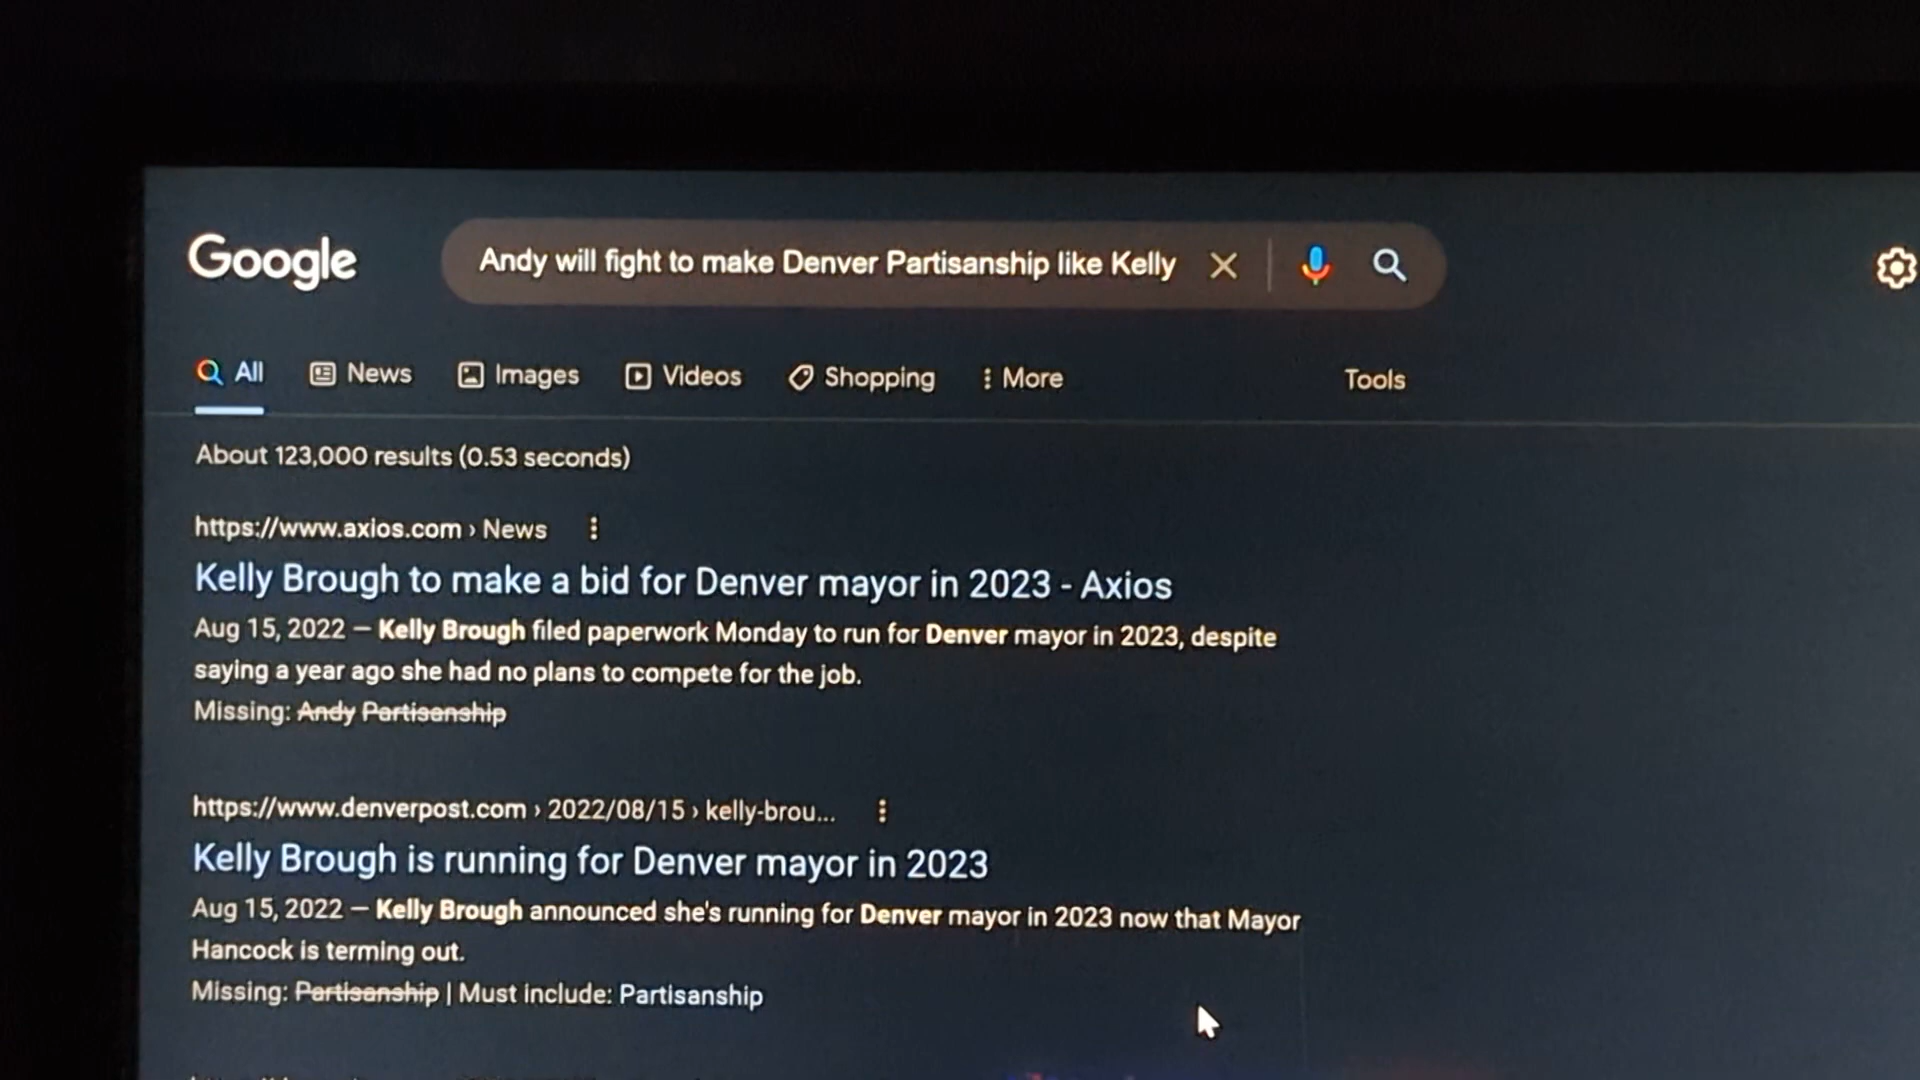 Google
Andy will fight to make Denver Partisanship like Kelly
All News Images Videos Shopping More Tools
About 123,000 results (0.53 seconds)
https://www.axios.com › News
Kelly Brough to make a bid for Denver mayor in 2023 - Axios
Aug 15, 2022 — Kelly Brough filed paperwork Monday to run for Denver mayor in 2023, despite
saying a year ago she had no plans to compete for the job.
Missing: Andy Partisanship
https://www.denverpost.com › 2022/08/15 › kelly-brou...
Kelly Brough is running for Denver mayor in 2023
Aug 15, 2022 — Kelly Brough announced she's running for Denver mayor in 2023 now that Mayor
Hancock is terming out.
Missing: Partisanship | Must include: Partisanship